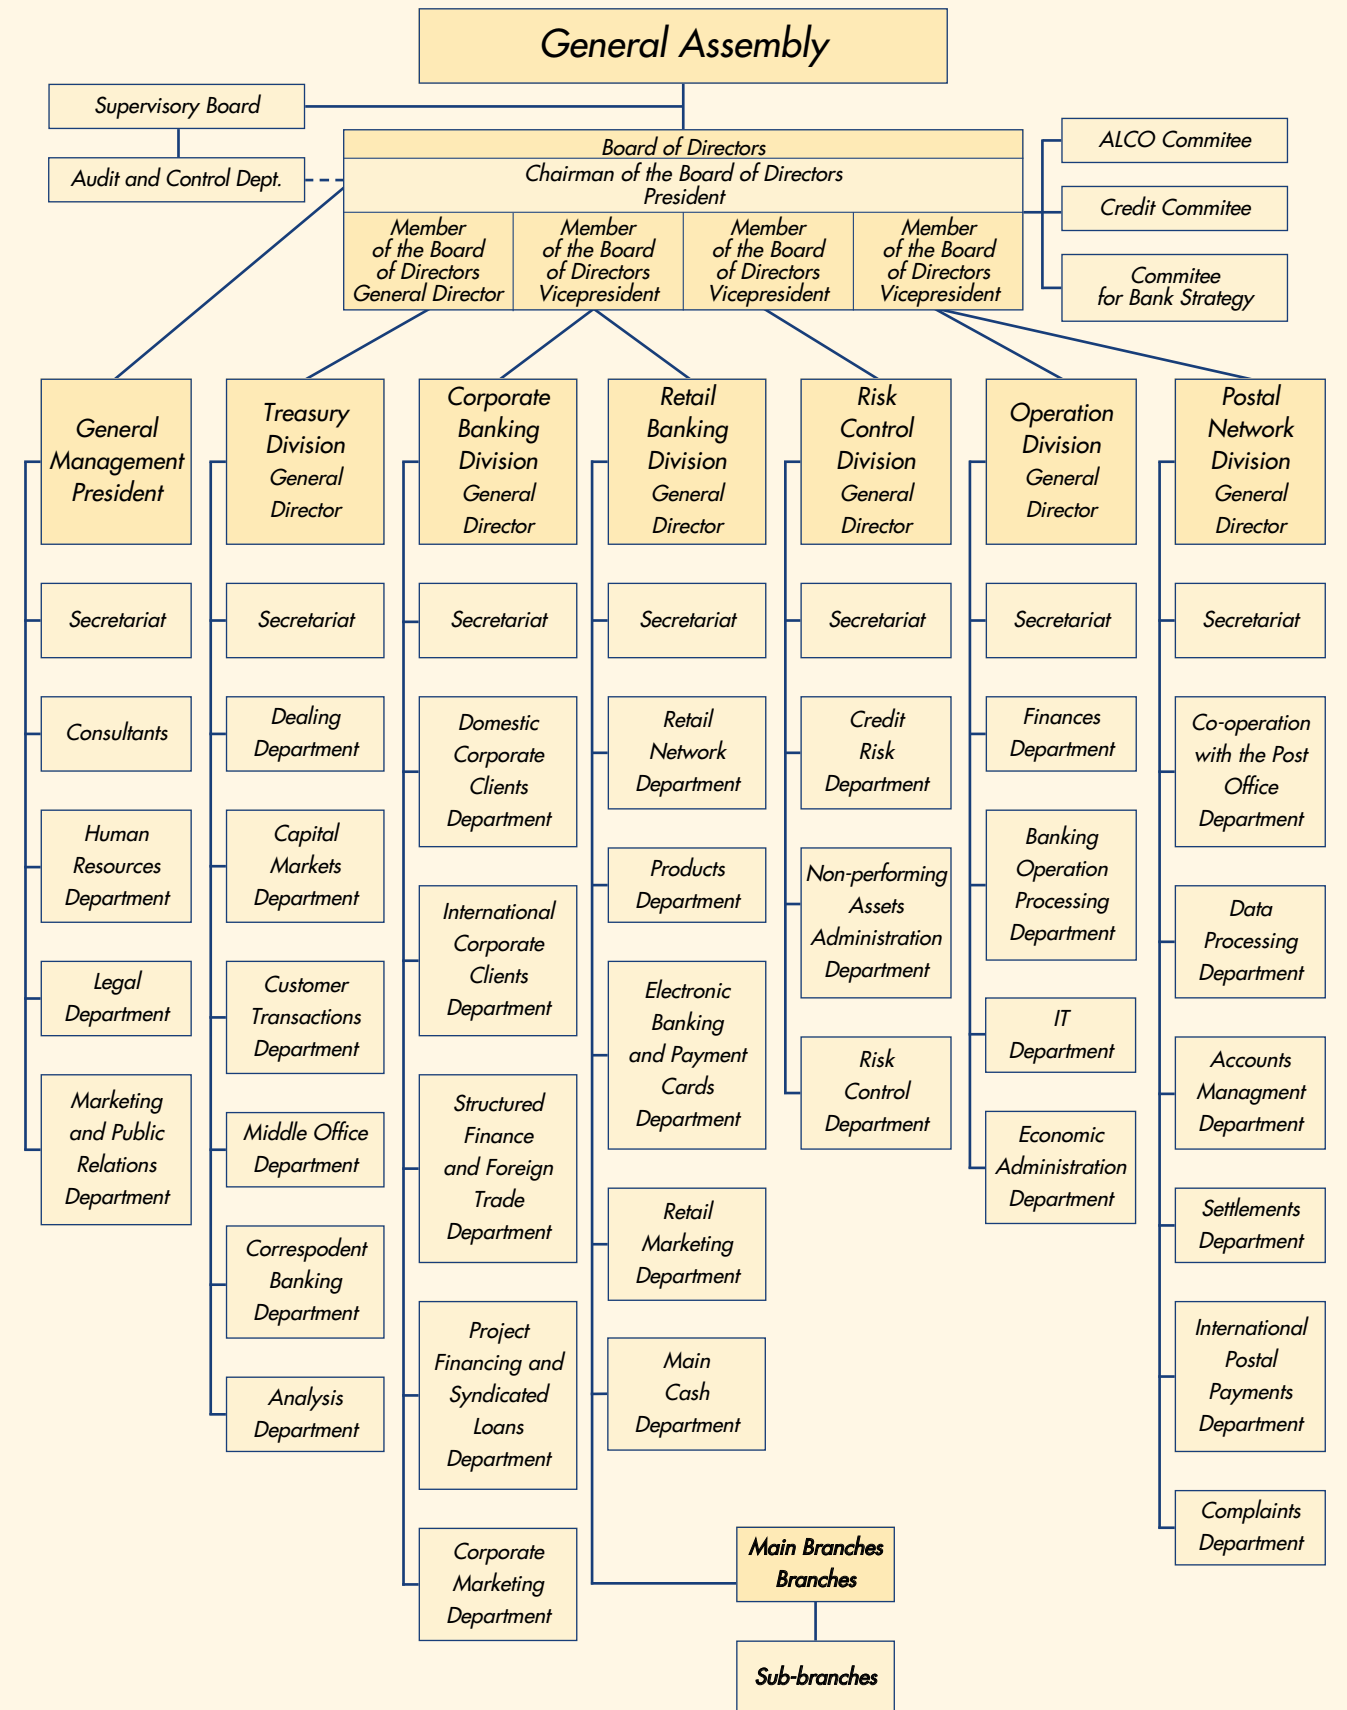 General Assembly
Supervisory Board
Audit and Control Dept.
Board of Directors
Chairman of the Board of Directors
President
Member
of the Board
of Directors
General Director
Member
of the Board
of Directors
Vicepresident
Member
of the Board
of Directors
Vicepresident
Member
of the Board
of Directors
Vicepresident
ALCO Commitee
Credit Commitee
Commitee
for Bank Strategy
General
Management
President
Secretariat
Consultants
Human
Resources
Department
Legal
Department
Marketing
and Public
Relations
Department
Treasury
Division
General
Director
Secretariat
Dealing
Department
Capital
Markets
Department
Customer
Transactions
Department
Middle Office
Department
Correspodent
Banking
Department
Analysis
Department
Corporate
Banking
Division
General
Director
Secretariat
Domestic
Corporate
Clients
Department
International
Corporate
Clients
Department
Structured
Finance
and Foreign
Trade
Department
Project
Financing and
Syndicated
Loans
Department
Corporate
Marketing
Department
Retail
Banking
Division
General
Director
Secretariat
Retail
Network
Department
Products
Department
Electronic
Banking
and Payment
Cards
Department
Retail
Marketing
Department
Main
Cash
Department
Main Branches
Branches
Sub-branches
Risk
Control
Division
General
Director
Secretariat
Credit
Risk
Department
Non-performing
Assets
Administration
Department
Risk
Control
Department
Operation
Division
General
Director
Secretariat
Finances
Department
Banking
Operation
Processing
Department
IT
Department
Economic
Administration
Department
Postal
Network
Division
General
Director
Secretariat
Co-operation
with the Post
Office
Department
Data
Processing
Department
Accounts
Managment
Department
Settlements
Department
International
Postal
Payments
Department
Complaints
Department